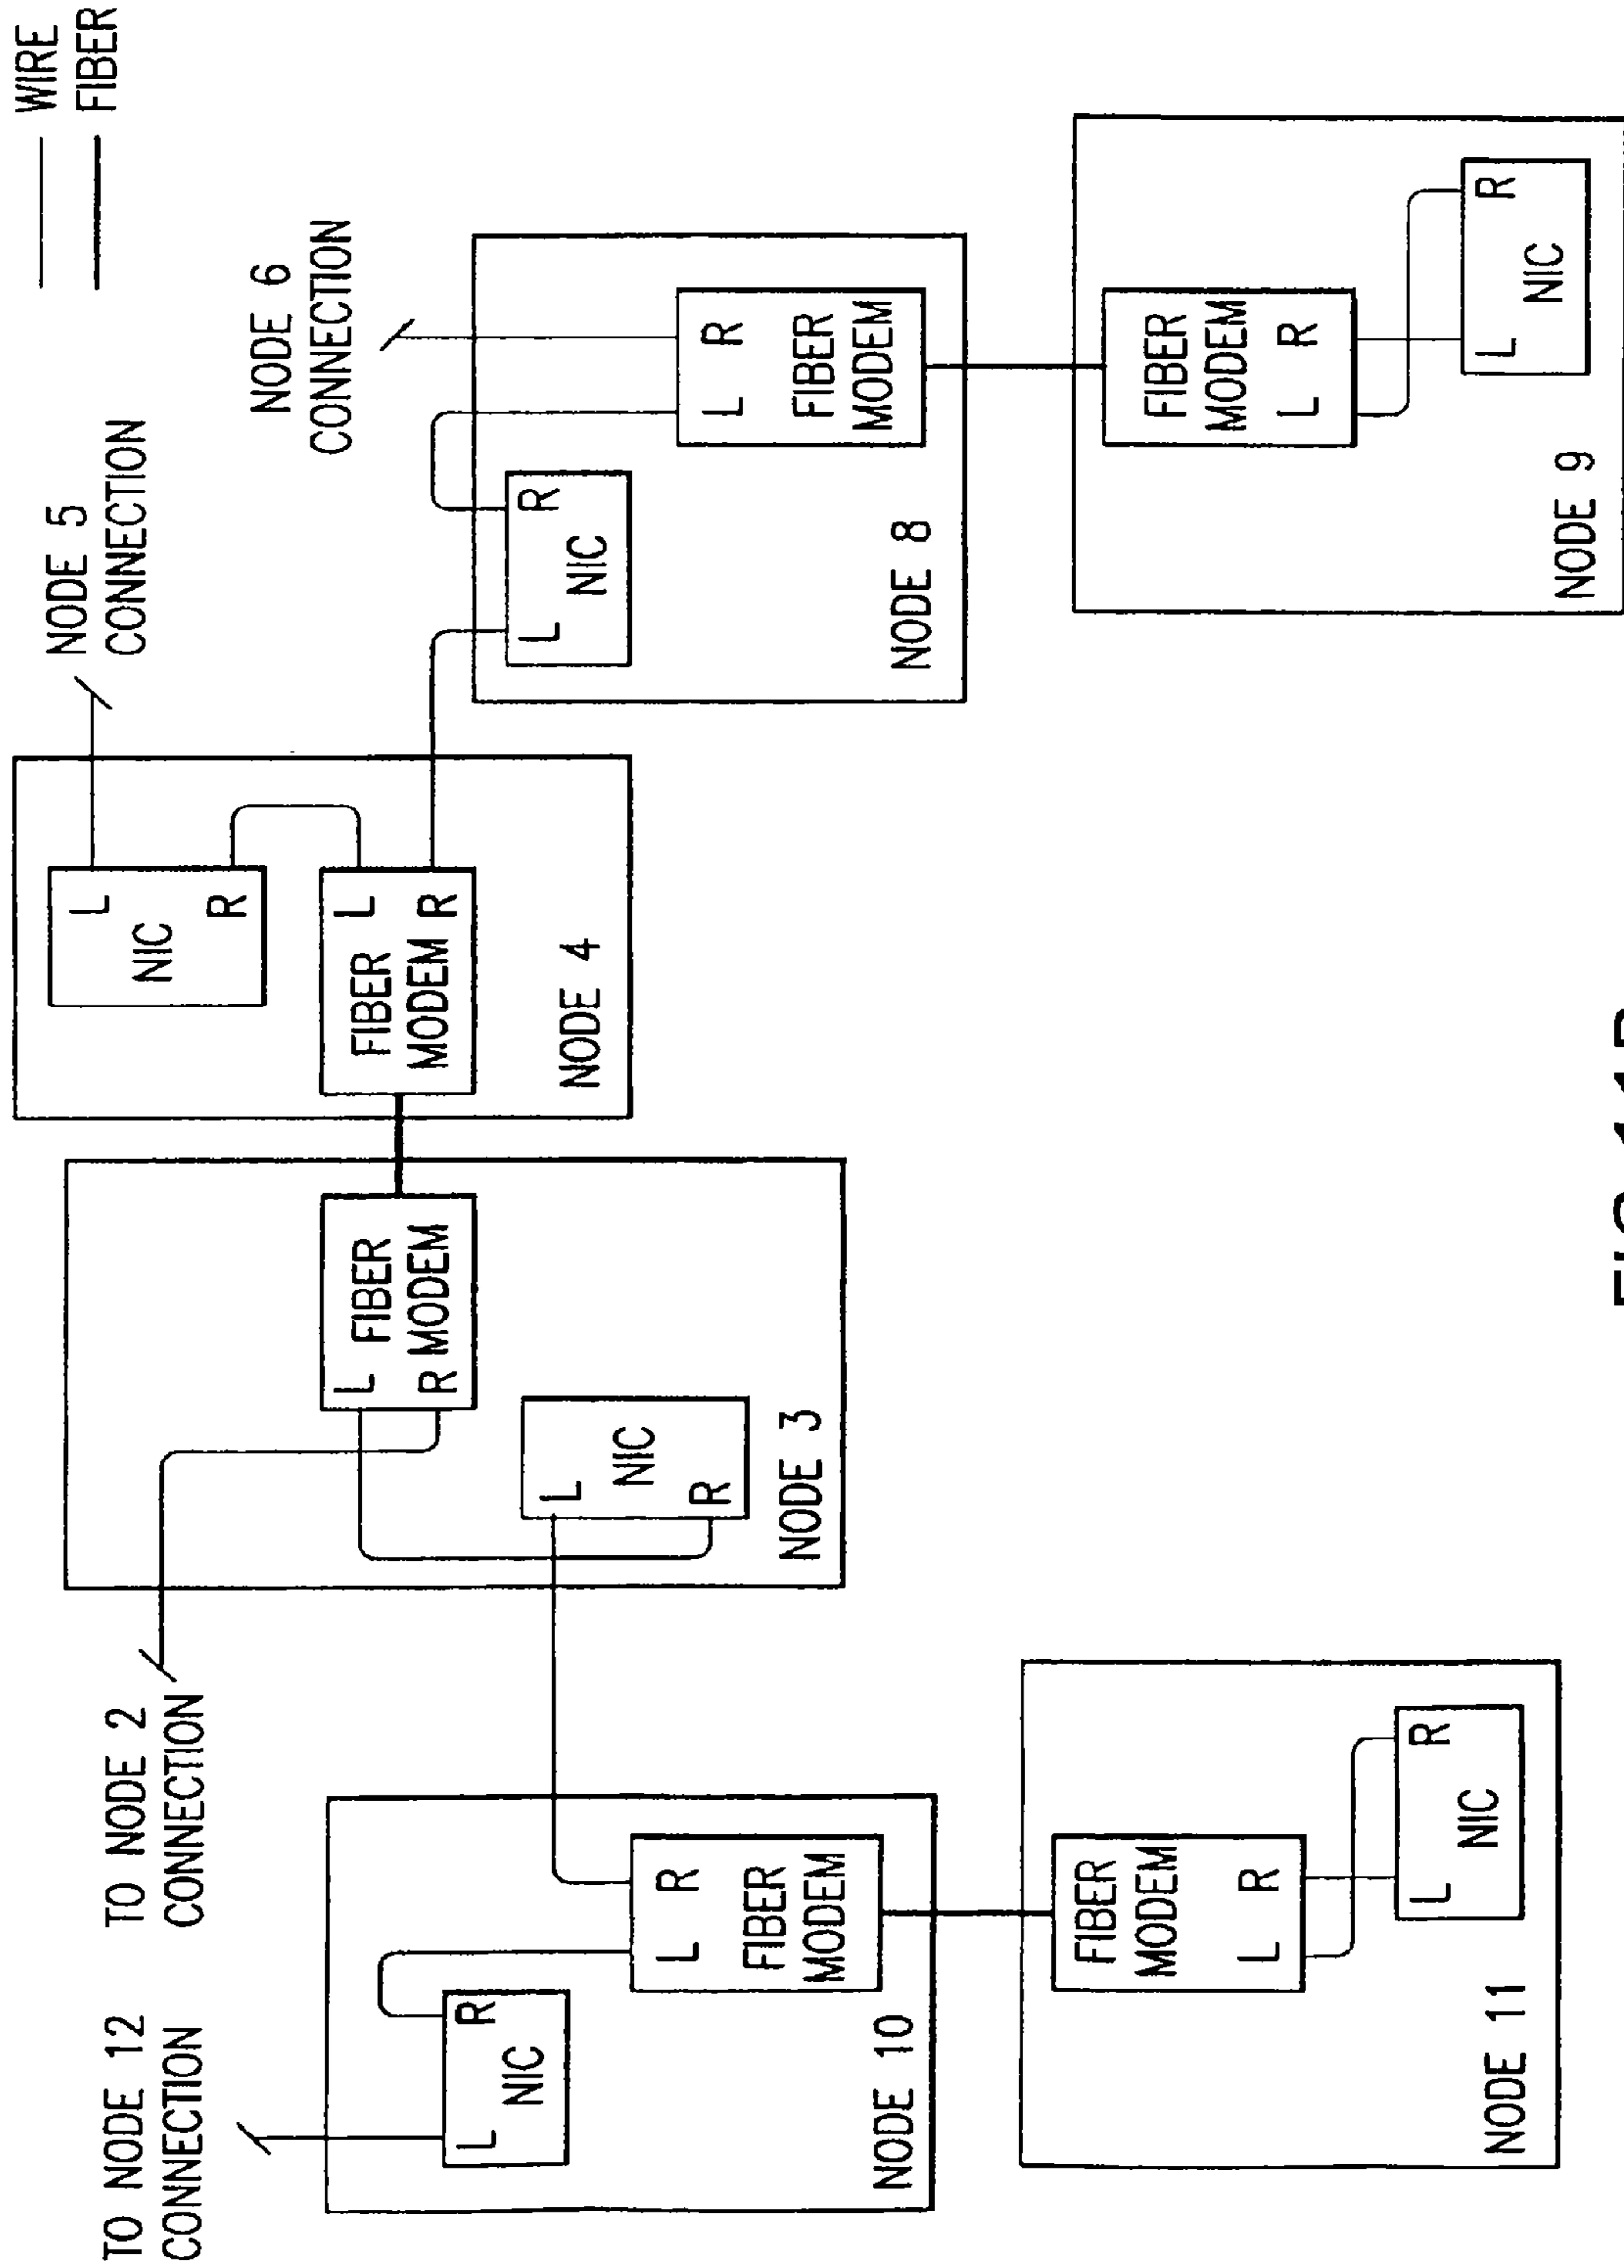 WIRE
FIBER
NODE 5
CONNECTION
NODE 6
CONNECTION
TO NODE 2
CONNECTION
TO NODE 12
CONNECTION
L
NIC
R
L
R
FIBER
MODEM
NODE 4
L
R
FIBER
MODEM
L
NIC
R
NODE 3
L
R
NIC
L
R
FIBER
MODEM
NODE 8
FIBER
MODEM
L
R
L
R
NIC
NODE 9
L
R
NIC
L
R
FIBER
MODEM
NODE 10
FIBER
MODEM
L
R
L
R
NIC
NODE 11